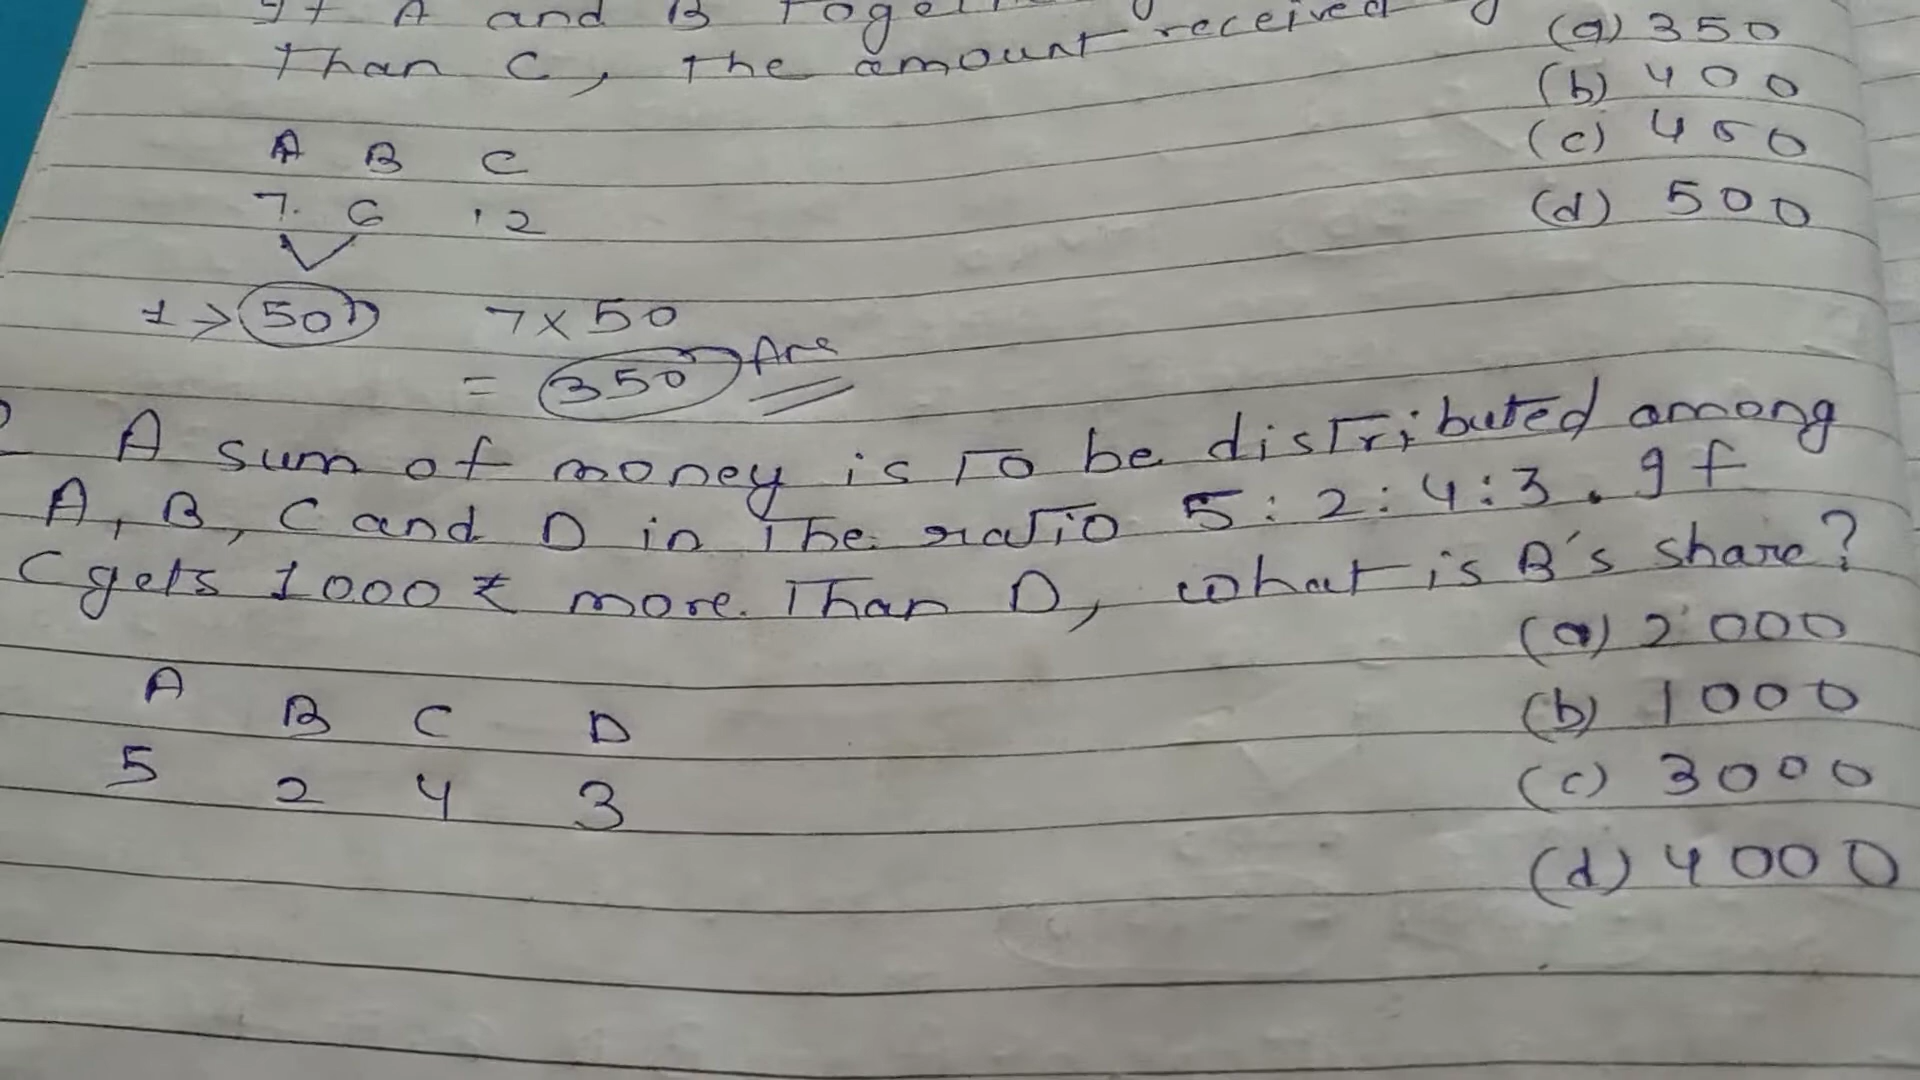 A and B
Than C, The amount received
(a) 350
(b) 400
(c) 450
(d) 500
A B C
7 6 12
1 > 50 7 x 50
= 350 Ans
A sum of money is To be distributed among
A, B, C and D in The ratio 5 : 2 : 4 : 3 . If
C gets 1000 ₹ more Than D, what is B's share?
(a) 2000
(b) 1000
(c) 3000
(d) 4000
A B C D
5 2 4 3